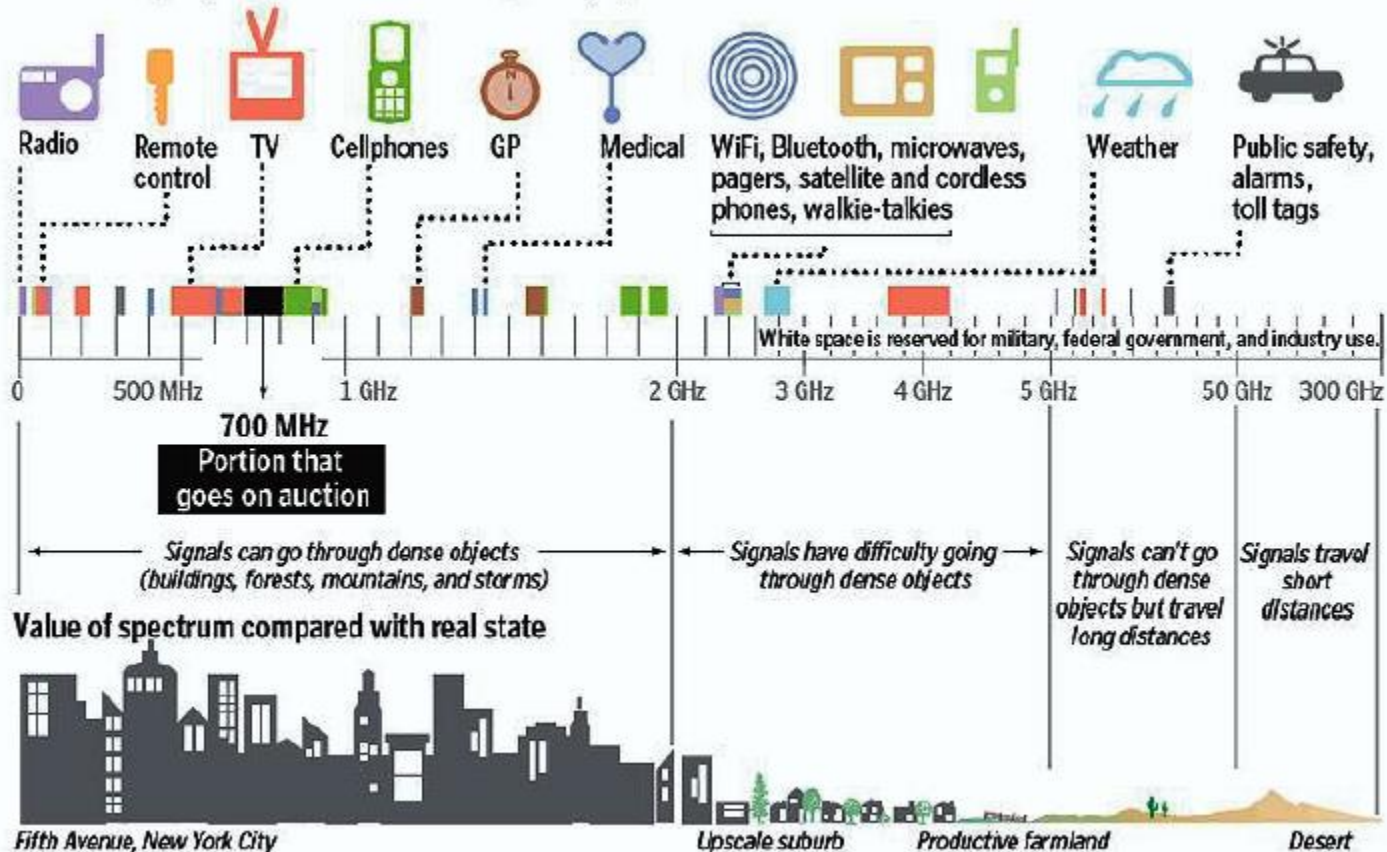 Radio
Remote
control
TV
Cellphones
GP
Medical
WiFi, Bluetooth, microwaves,
pagers, satellite and cordless
phones, walkie-talkies
Weather
Public safety,
alarms,
toll tags
N
White space is reserved for military, federal government, and industry use.
0
500 MHz
1 GHz
2 GHz
3 GHz
4 GHz
5 GHz
50 GHz
300 GHz
700 MHz
Portion that
goes on auction
Signals can go through dense objects
(buildings, forests, mountains, and storms)
Signals have difficulty going
through dense objects
Signals can't go
through dense
objects but travel
long distances
Signals travel
short
distances
Value of spectrum compared with real state
Fifth Avenue, New York City
Upscale suburb
Productive farmland
Desert